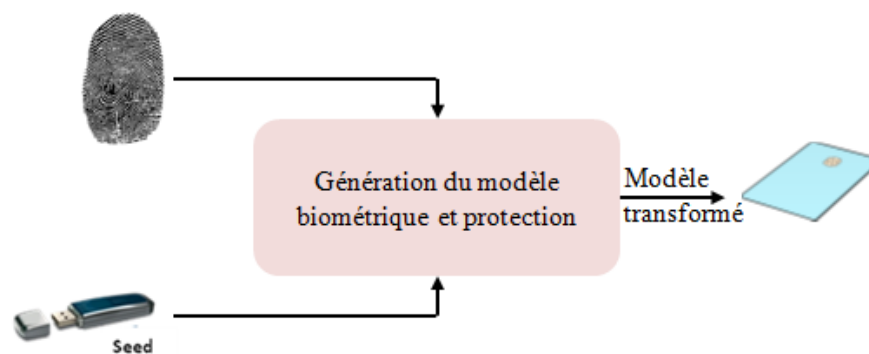 Génération du modèle
biométrique et protection
Modèle
transformé
Seed